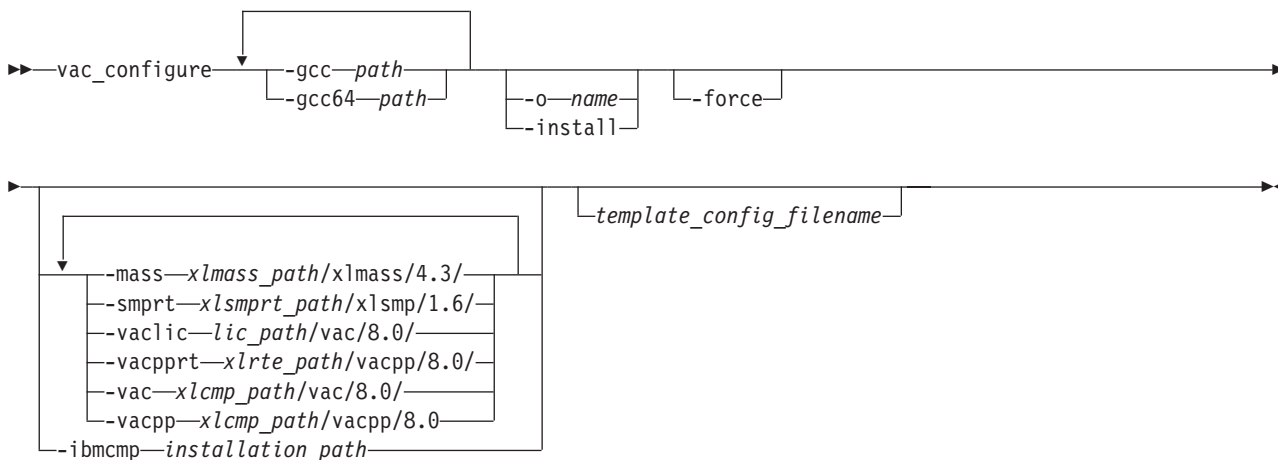 vac_configure -gcc path
-gcc64 path
-o name
-install
-force
template_config_filename
-mass xlmass_path/xlmass/4.3/
-smprt xlsmprt_path/xlsmp/1.6/
-vaclic lic_path/vac/8.0/
-vacpprt xlrte_path/vacpp/8.0/
-vac xlcmp_path/vac/8.0/
-vacpp xlcmp_path/vacpp/8.0
-ibmcmp installation_path